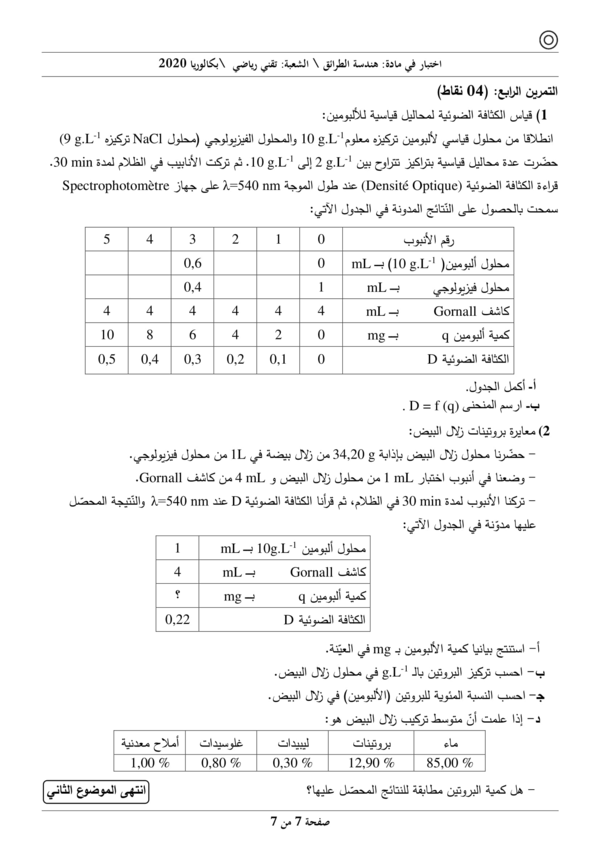 اختبار في مادة: هندسة الطرائق \ الشعبة: تقني رياضي \بكالوريا 2020
التمرين الرابع: (04 نقاط)
1) قياس الكثافة الضوئية لمحاليل قياسية للألبومين:
انطلاقا من محلول قياسي لألبومين تركيزه معلوم 10 g.L-1 والمحلول الفيزيولوجي (محلول NaCl تركيزه 9 g.L-1)
حضّرت عدة محاليل قياسية بتراكيز تتراوح بين 2 g.L-1 إلى 10 g.L-1. ثم تركت الأنابيب في الظلام لمدة 30 min.
قراءة الكثافة الضوئية (Densité Optique) عند طول الموجة λ=540 nm على جهاز Spectrophotomètre
سمحت بالحصول على النّتائج المدونة في الجدول الآتي:
رقم الأنبوب 0 1 2 3 4 5
محلول ألبومين( 10 g.L-1) بـــ mL 0 0,6
محلول فيزيولوجي بـــ mL 1 0,4
كاشف Gornall بـــ mL 4 4 4 4 4 4
كمية ألبومين q بـــ mg 0 2 4 6 8 10
الكثافة الضوئية D 0 0,1 0,2 0,3 0,4 0,5
أ- أكمل الجدول.
ب- ارسم المنحنى D = f (q) .
2) معايرة بروتينات زلال البيض:
– حضّرنا محلول زلال البيض بإذابة 34,20 g من زلال بيضة في 1L من محلول فيزيولوجي.
– وضعنا في أنبوب اختبار 1 mL من محلول زلال البيض و 4 mL من كاشف Gornall.
– تركنا الأنبوب لمدة 30 min في الظلام، ثم قرأنا الكثافة الضوئية D عند λ=540 nm والنّتيجة المحصّل
عليها مدوّنة في الجدول الآتي:
محلول ألبومين 10g.L-1 بـــ mL 1
كاشف Gornall بـــ mL 4
كمية ألبومين q بـــ mg ؟
الكثافة الضوئية D 0,22
أ- استنتج بيانيا كمية الألبومين بـ mg في العيّنة.
ب- احسب تركيز البروتين بالـ g.L-1 في محلول زلال البيض.
ج- احسب النسبة المئوية للبروتين (الألبومين) في زلال البيض.
د- إذا علمت أنّ متوسط تركيب زلال البيض هو:
ماء بروتينات ليبيدات غلوسيدات أملاح معدنية
85,00 % 12,90 % 0,30 % 0,80 % 1,00 %
– هل كمية البروتين مطابقة للنتائج المحصّل عليها؟
انتهى الموضوع الثاني
صفحة 7 من 7